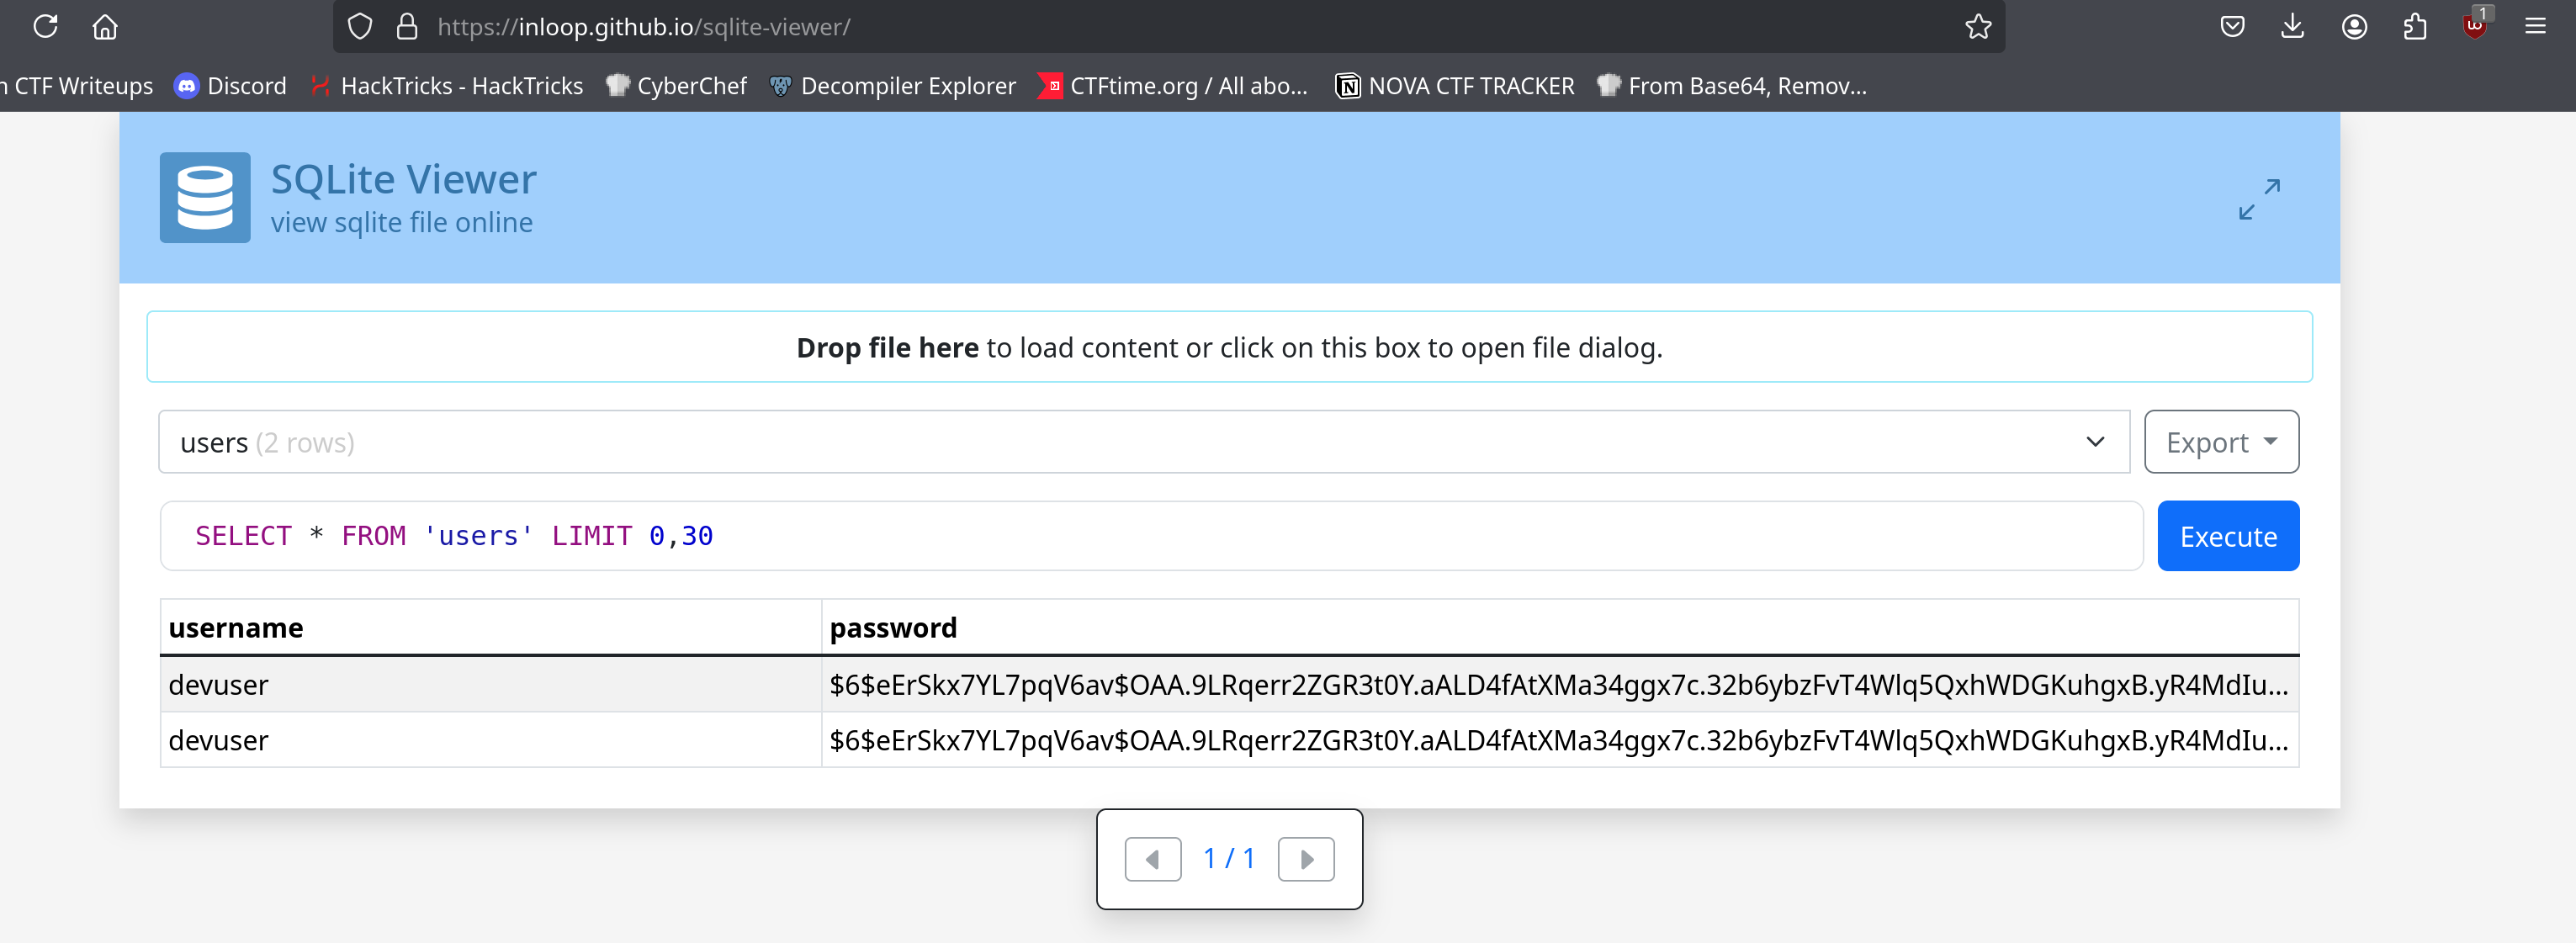 https://inloop.github.io/sqlite-viewer/
1
n CTF Writeups Discord HackTricks - HackTricks CyberChef Decompiler Explorer CTFtime.org / All abo... NOVA CTF TRACKER From Base64, Remov...
SQLite Viewer
view sqlite file online
Drop file here to load content or click on this box to open file dialog.
users (2 rows) Export
SELECT * FROM 'users' LIMIT 0,30 Execute
username password
devuser $6$eErSkx7YL7pqV6av$OAA.9LRqerr2ZGR3t0Y.aALD4fAtXMa34ggx7c.32b6ybzFvT4Wlq5QxhWDGKuhgxB.yR4MdIu...
devuser $6$eErSkx7YL7pqV6av$OAA.9LRqerr2ZGR3t0Y.aALD4fAtXMa34ggx7c.32b6ybzFvT4Wlq5QxhWDGKuhgxB.yR4MdIu...
1 / 1